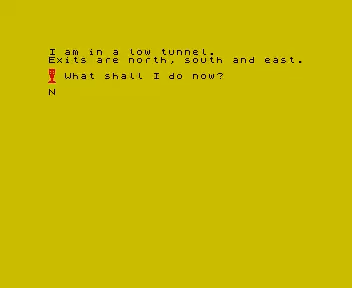 I am in a low tunnel.
Exits are north, south and east.
What shall I do now?
N